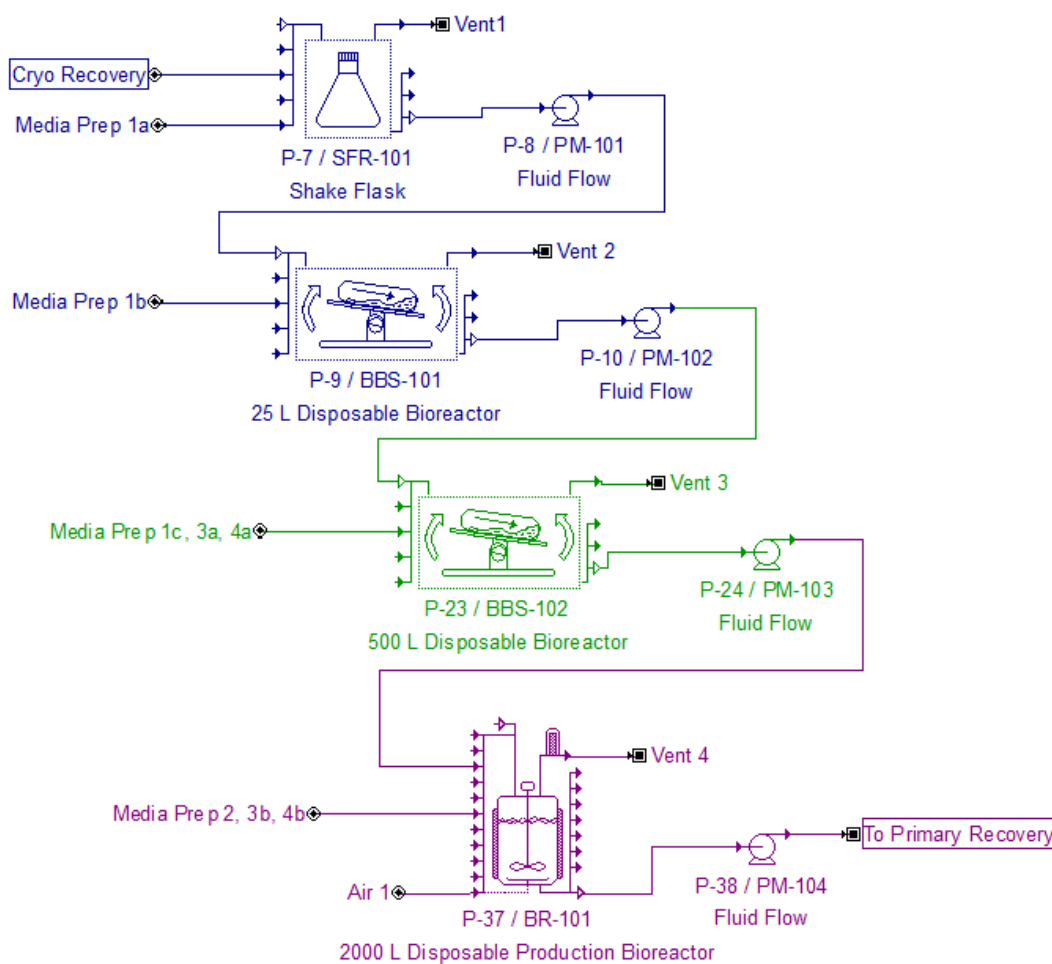 Vent1
Cryo Recovery
Media Prep 1a
P-7 / SFR-101
Shake Flask
P-8 / PM-101
Fluid Flow
Vent 2
Media Prep 1b
P-9 / BBS-101
25 L Disposable Bioreactor
P-10 / PM-102
Fluid Flow
Vent 3
Media Prep 1c, 3a, 4a
P-23 / BBS-102
500 L Disposable Bioreactor
P-24 / PM-103
Fluid Flow
Vent 4
Media Prep 2, 3b, 4b
To Primary Recovery
Air 1
P-37 / BR-101
2000 L Disposable Production Bioreactor
P-38 / PM-104
Fluid Flow